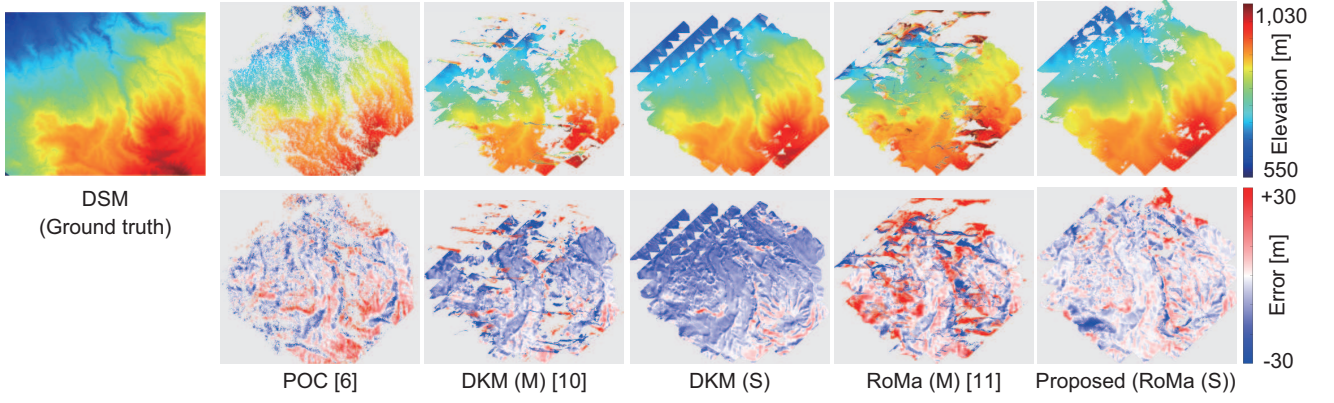 1,030
Elevation [m]
550
DSM
(Ground truth)
+30
Error [m]
-30
POC [6]
DKM (M) [10]
DKM (S)
RoMa (M) [11]
Proposed (RoMa (S))